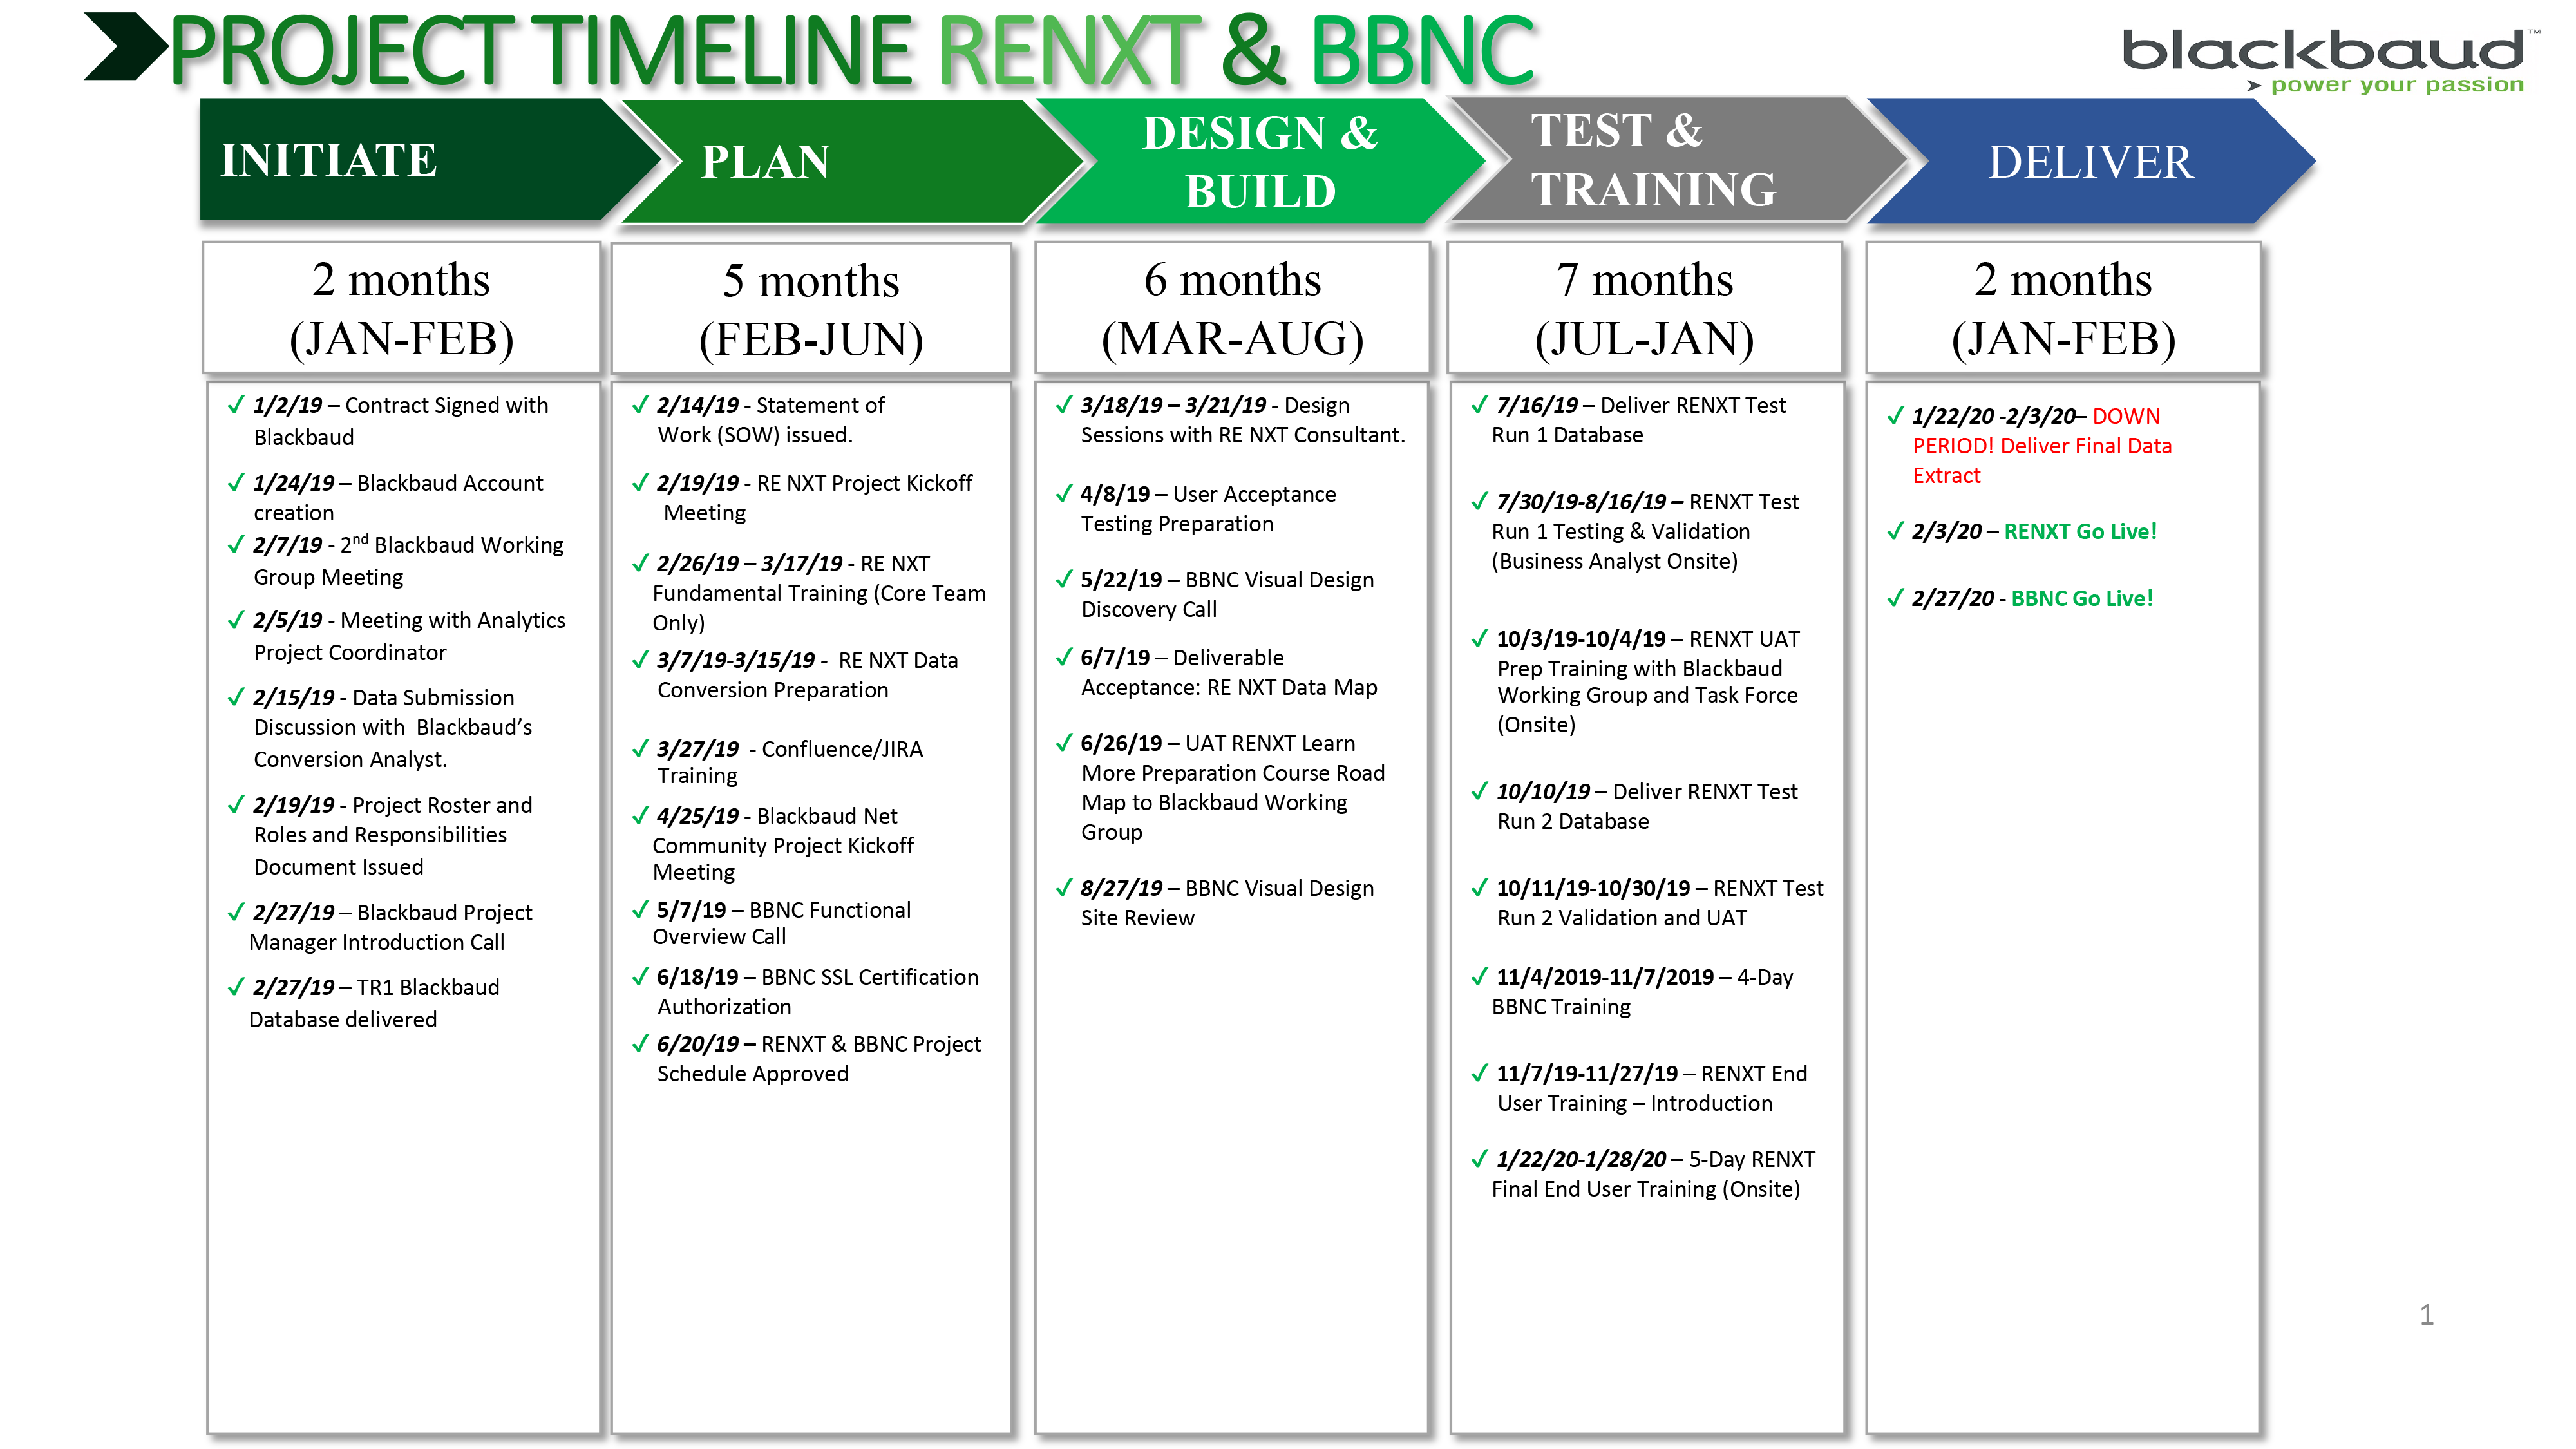 PROJECT TIMELINE RENXT & BBNC
blackbaud™
power your passion
INITIATE
PLAN
DESIGN &
BUILD
TEST &
TRAINING
DELIVER
2 months
(JAN-FEB)
5 months
(FEB-JUN)
6 months
(MAR-AUG)
7 months
(JUL-JAN)
2 months
(JAN-FEB)
✓ 1/2/19 – Contract Signed with
Blackbaud
✓ 1/24/19 – Blackbaud Account
creation
✓ 2/7/19 - 2nd Blackbaud Working
Group Meeting
✓ 2/5/19 - Meeting with Analytics
Project Coordinator
✓ 2/15/19 - Data Submission
Discussion with Blackbaud’s
Conversion Analyst.
✓ 2/19/19 - Project Roster and
Roles and Responsibilities
Document Issued
✓ 2/27/19 – Blackbaud Project
Manager Introduction Call
✓ 2/27/19 – TR1 Blackbaud
Database delivered
✓ 2/14/19 - Statement of
Work (SOW) issued.
✓ 2/19/19 - RE NXT Project Kickoff
Meeting
✓ 2/26/19 – 3/17/19 - RE NXT
Fundamental Training (Core Team
Only)
✓ 3/7/19-3/15/19 - RE NXT Data
Conversion Preparation
✓ 3/27/19 - Confluence/JIRA
Training
✓ 4/25/19 - Blackbaud Net
Community Project Kickoff
Meeting
✓ 5/7/19 – BBNC Functional
Overview Call
✓ 6/18/19 – BBNC SSL Certification
Authorization
✓ 6/20/19 – RENXT & BBNC Project
Schedule Approved
✓ 3/18/19 – 3/21/19 - Design
Sessions with RE NXT Consultant.
✓ 4/8/19 – User Acceptance
Testing Preparation
✓ 5/22/19 – BBNC Visual Design
Discovery Call
✓ 6/7/19 – Deliverable
Acceptance: RE NXT Data Map
✓ 6/26/19 – UAT RENXT Learn
More Preparation Course Road
Map to Blackbaud Working
Group
✓ 8/27/19 – BBNC Visual Design
Site Review
✓ 7/16/19 – Deliver RENXT Test
Run 1 Database
✓ 7/30/19-8/16/19 – RENXT Test
Run 1 Testing & Validation
(Business Analyst Onsite)
✓ 10/3/19-10/4/19 – RENXT UAT
Prep Training with Blackbaud
Working Group and Task Force
(Onsite)
✓ 10/10/19 – Deliver RENXT Test
Run 2 Database
✓ 10/11/19-10/30/19 – RENXT Test
Run 2 Validation and UAT
✓ 11/4/2019-11/7/2019 – 4-Day
BBNC Training
✓ 11/7/19-11/27/19 – RENXT End
User Training – Introduction
✓ 1/22/20-1/28/20 – 5-Day RENXT
Final End User Training (Onsite)
✓ 1/22/20 -2/3/20– DOWN
PERIOD! Deliver Final Data
Extract
✓ 2/3/20 – RENXT Go Live!
✓ 2/27/20 - BBNC Go Live!
1